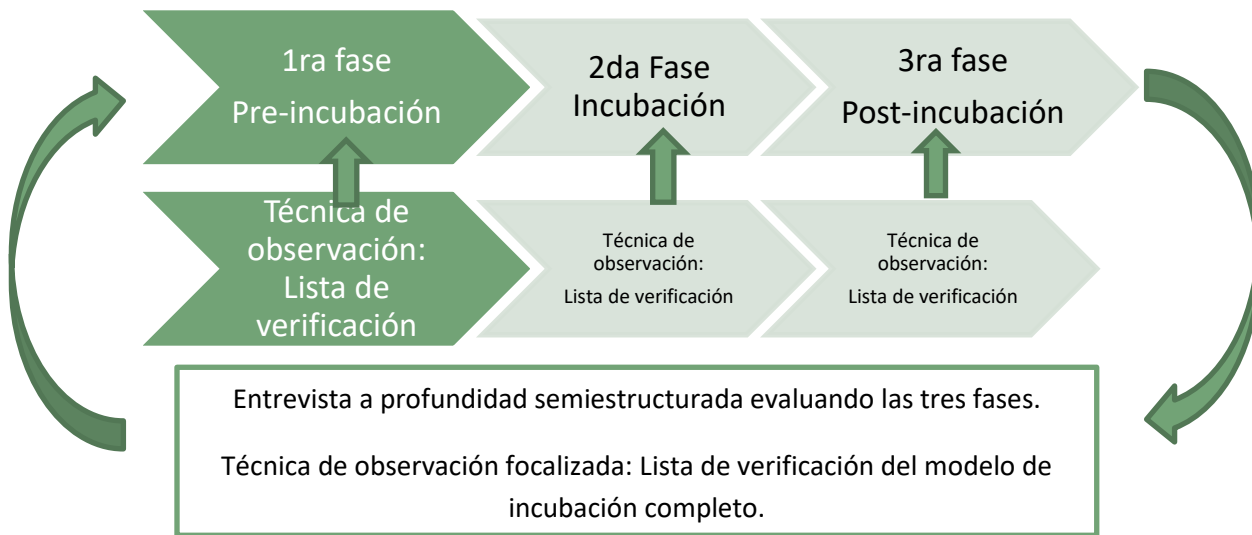 1ra fase
Pre-incubación
2da Fase
Incubación
3ra fase
Post-incubación
Técnica de
observación:
Lista de
verificación
Técnica de
observación:
Lista de verificación
Técnica de
observación:
Lista de verificación
Entrevista a profundidad semiestructurada evaluando las tres fases.
Técnica de observación focalizada: Lista de verificación del modelo de
incubación completo.